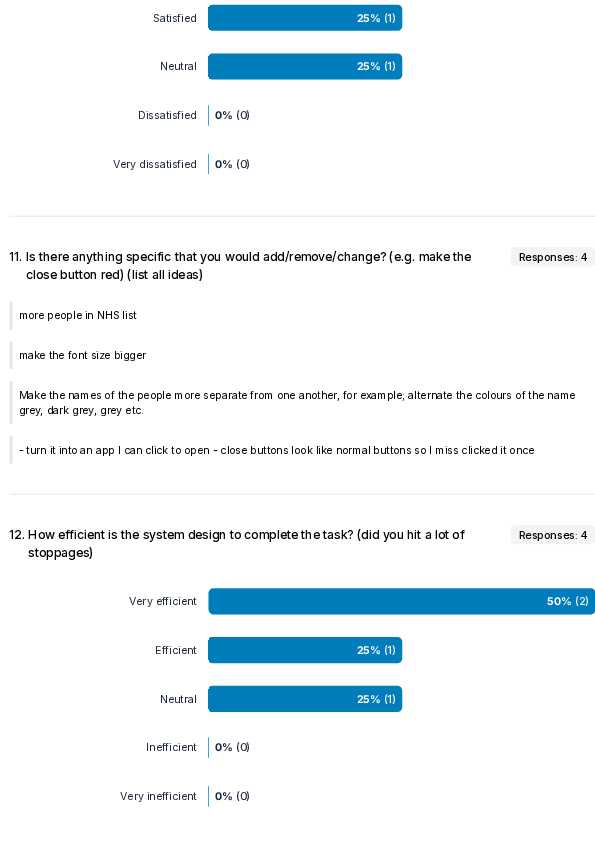 Satisfied 25% (1)
Neutral 25% (1)
Dissatisfied 0% (0)
Very dissatisfied 0% (0)
11. Is there anything specific that you would add/remove/change? (e.g. make the Responses: 4
close button red) (list all ideas)
more people in NHS list
make the font size bigger
Make the names of the people more separate from one another, for example; alternate the colours of the name
grey, dark grey, grey etc.
- turn it into an app I can click to open - close buttons look like normal buttons so I miss clicked it once
12. How efficient is the system design to complete the task? (did you hit a lot of Responses: 4
stoppages)
Very efficient 50% (2)
Efficient 25% (1)
Neutral 25% (1)
Inefficient 0% (0)
Very inefficient 0% (0)